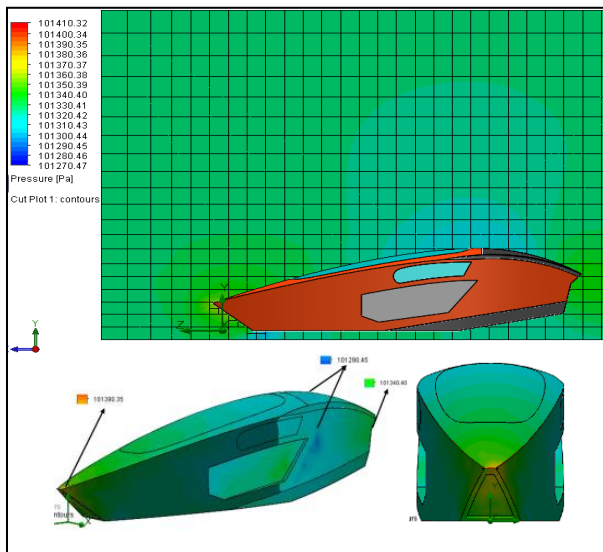 101410.32
101400.34
101390.35
101380.36
101370.37
101360.38
101350.39
101340.40
101330.41
101320.42
101310.43
101300.44
101290.45
101280.46
101270.47
Pressure [Pa]
Cut Plot 1: contours
Y
Z
Y
101290.45
101390.35
101340.40
X
ntours
urs